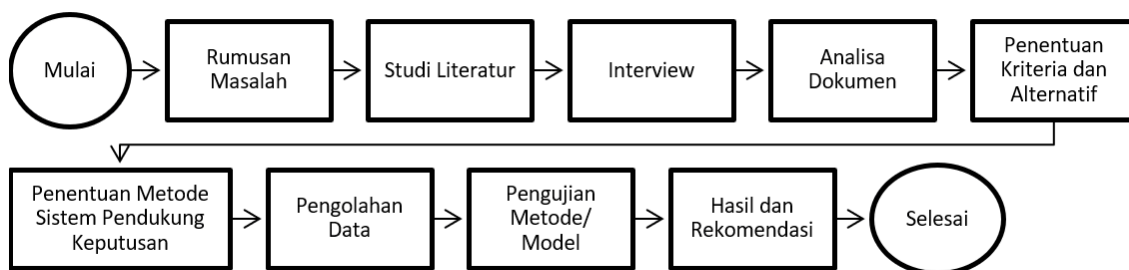 Mulai
Rumusan
Masalah
Studi Literatur
Interview
Analisa
Dokumen
Penentuan
Kriteria dan
Alternatif
Penentuan Metode
Sistem Pendukung
Keputusan
Pengolahan
Data
Pengujian
Metode/
Model
Hasil dan
Rekomendasi
Selesai